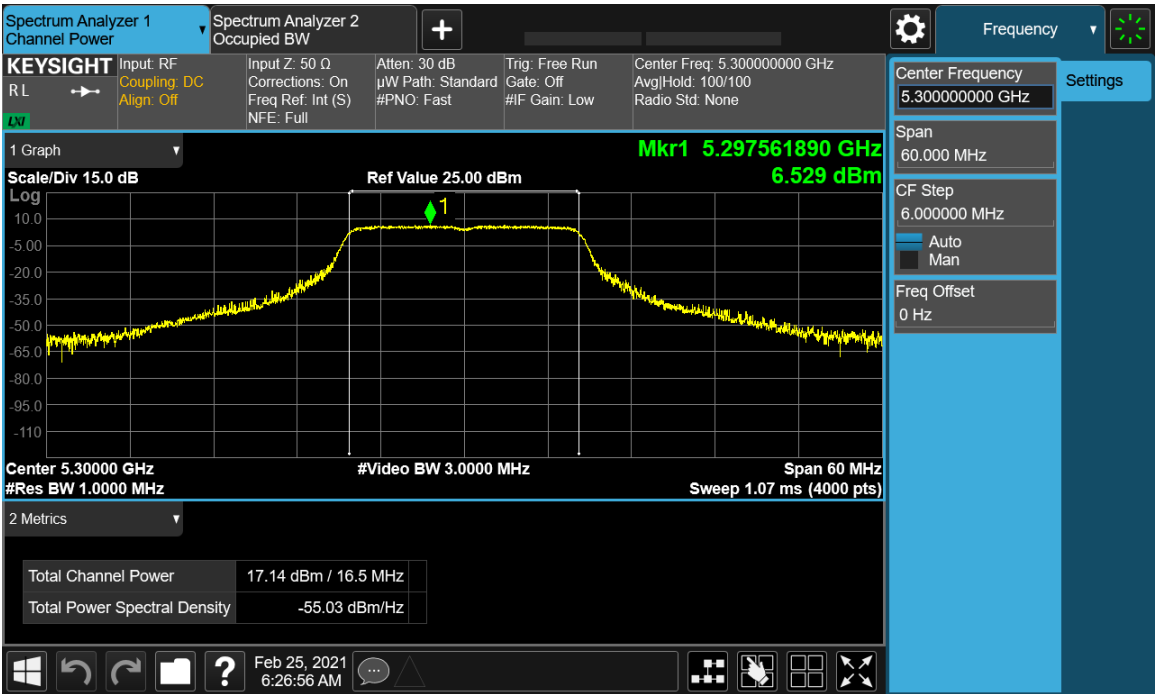 Spectrum Analyzer 1
Channel Power
Spectrum Analyzer 2
Occupied BW
+
Frequency
KEYSIGHT
R L
LXI
Input: RF
Coupling: DC
Align: Off
Input Z: 50 Ω
Corrections: On
Freq Ref: Int (S)
NFE: Full
Atten: 30 dB
µW Path: Standard
#PNO: Fast
Trig: Free Run
Gate: Off
#IF Gain: Low
Center Freq: 5.300000000 GHz
Avg|Hold: 100/100
Radio Std: None
Center Frequency
5.300000000 GHz
Settings
Span
60.000 MHz
CF Step
6.000000 MHz
Auto
Man
Freq Offset
0 Hz
1 Graph
Mkr1 5.297561890 GHz
6.529 dBm
Scale/Div 15.0 dB
Ref Value 25.00 dBm
Log
1
10.0
-5.00
-20.0
-35.0
-50.0
-65.0
-80.0
-95.0
-110
Center 5.30000 GHz
#Video BW 3.0000 MHz
Span 60 MHz
#Res BW 1.0000 MHz
Sweep 1.07 ms (4000 pts)
2 Metrics
Total Channel Power 17.14 dBm / 16.5 MHz
Total Power Spectral Density -55.03 dBm/Hz
?
Feb 25, 2021
6:26:56 AM